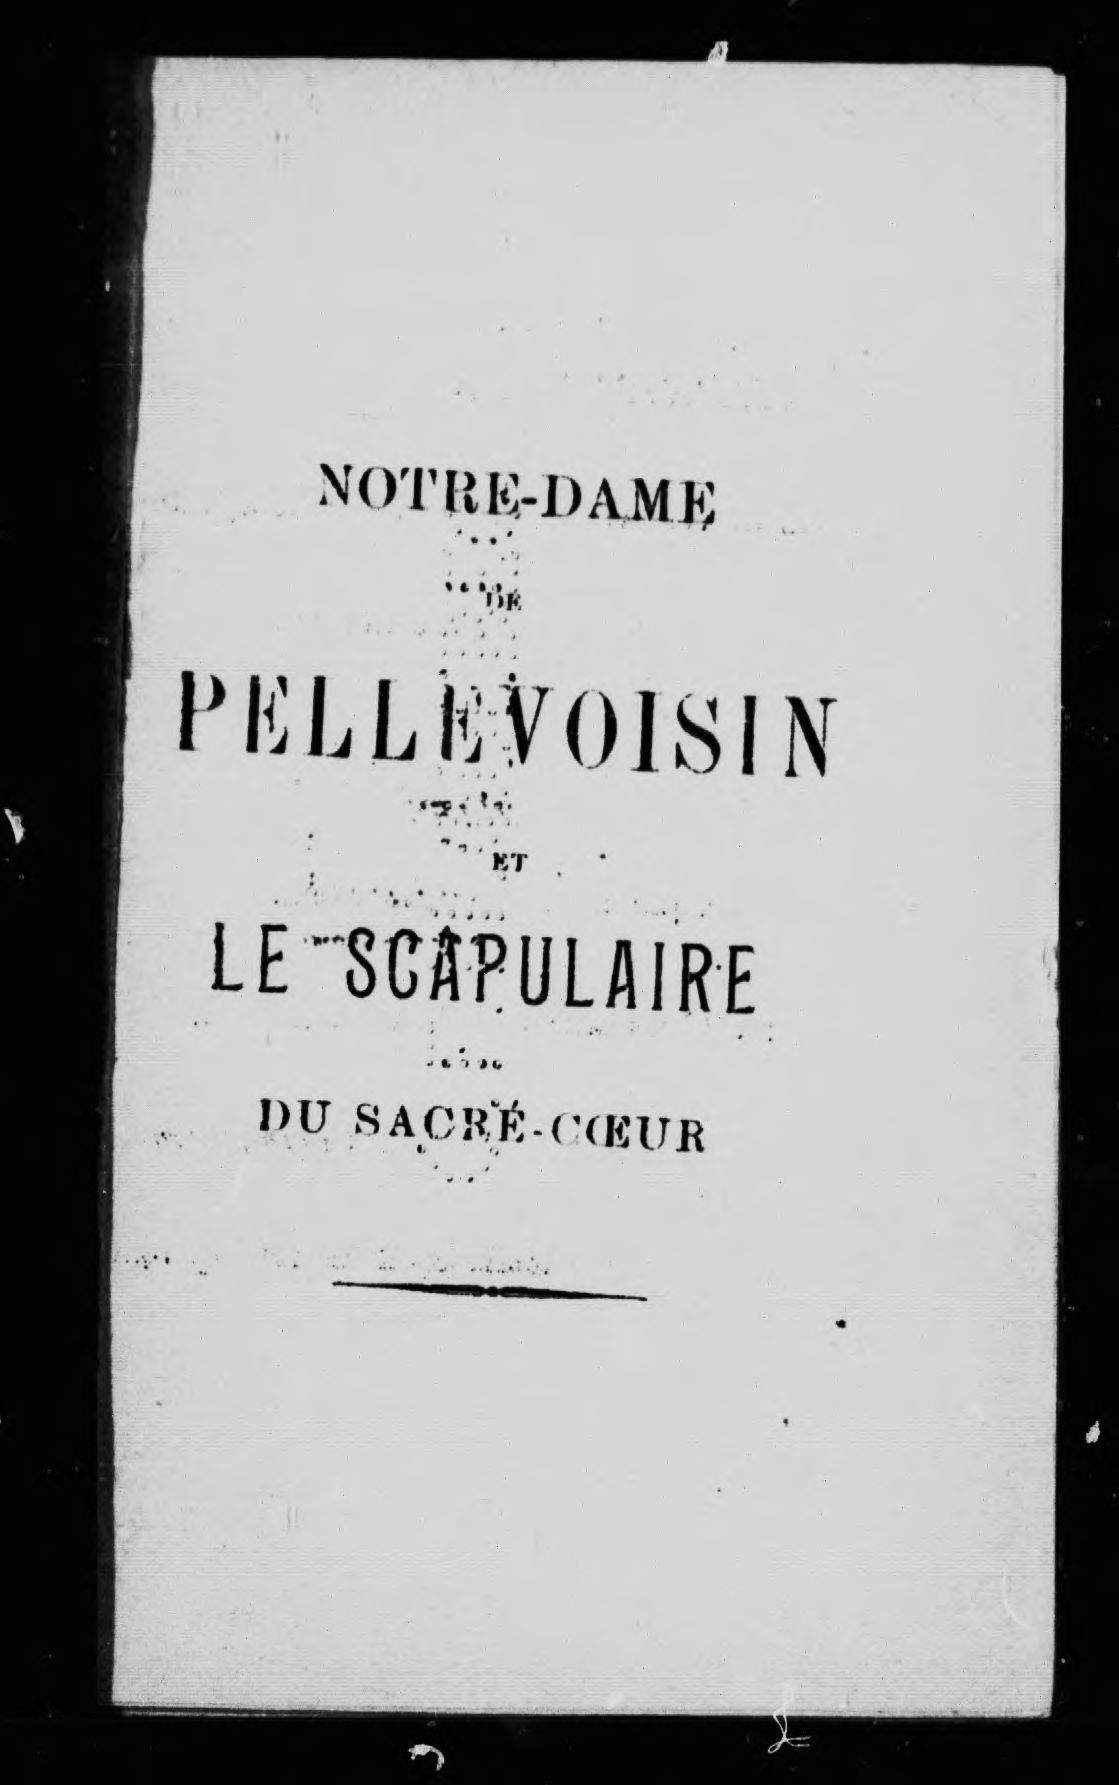 NOTRE-DAME
DE
PELLEVOISIN
ET
LE SCAPULAIRE
DU SACRÉ-CŒUR